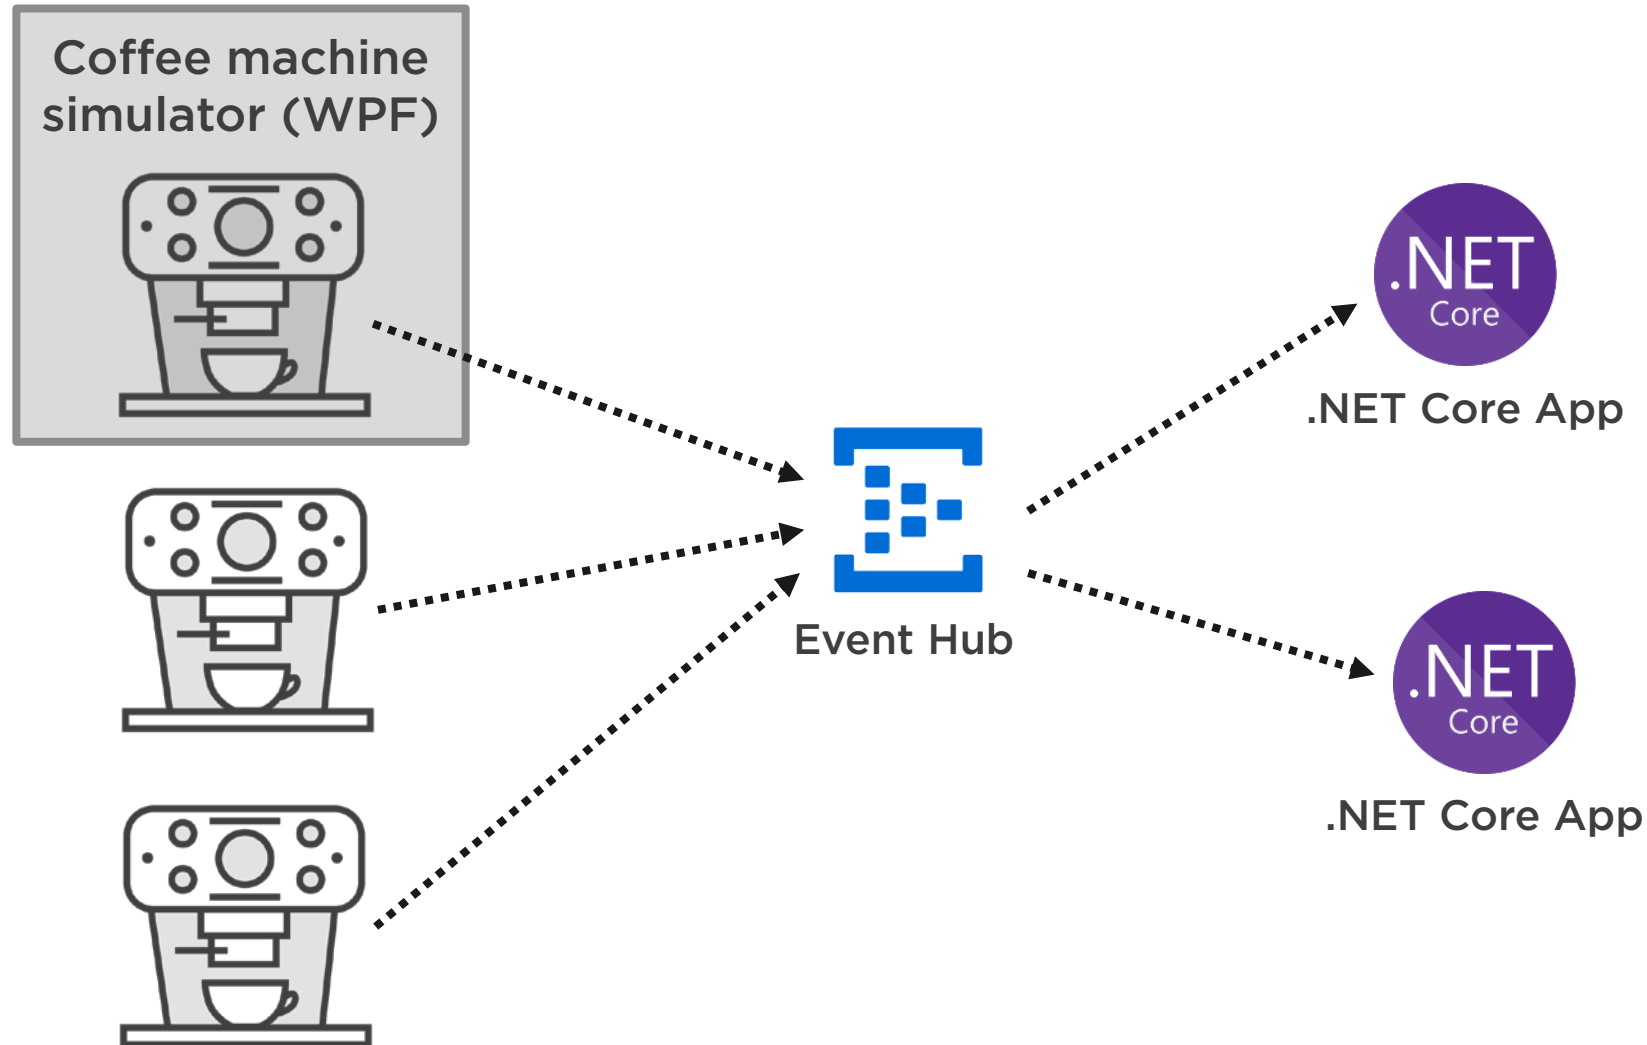 Coffee machine
simulator (WPF)
.NET
Core
.NET Core App
Event Hub
.NET
Core
.NET Core App